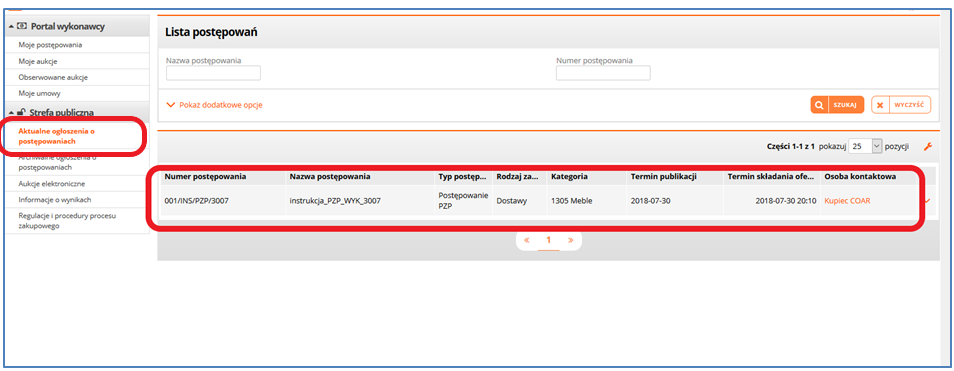 Portal wykonawcy
Moje postępowania
Moje aukcje
Obserwowane aukcje
Moje umowy
Strefa publiczna
Aktualne ogłoszenia o
postępowaniach
Archiwalne ogłoszenia o
postępowaniach
Aukcje elektroniczne
Informacje o wynikach
Regulacje i procedury procesu
zakupowego
Lista postępowań
Nazwa postępowania
Numer postępowania
Pokaż dodatkowe opcje
SZUKAJ
WYCZYŚĆ
Części 1-1 z 1 pokazuj 25 pozycji
Numer postępowania Nazwa postępowania Typ postęp... Rodzaj za... Kategoria Termin publikacji Termin składania ofe... Osoba kontaktowa
001/INS/PZP/3007 instrukcja_PZP_WYK_3007 Postępowanie PZP Dostawy 1305 Meble 2018-07-30 2018-07-30 20:10 Kupiec COAR
« 1 »